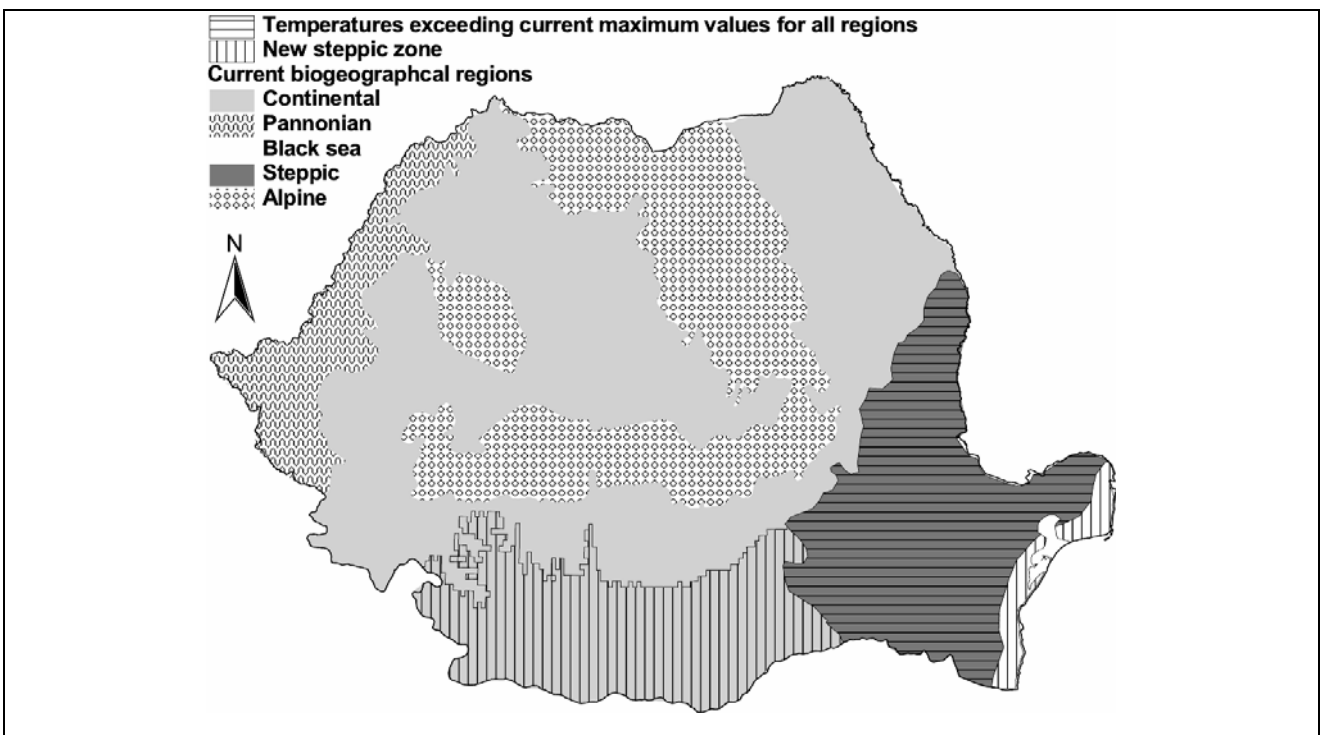 Temperatures exceeding current maximum values for all regions
New steppic zone
Current biogeographcal regions
Continental
Pannonian
Black sea
Steppic
Alpine
N